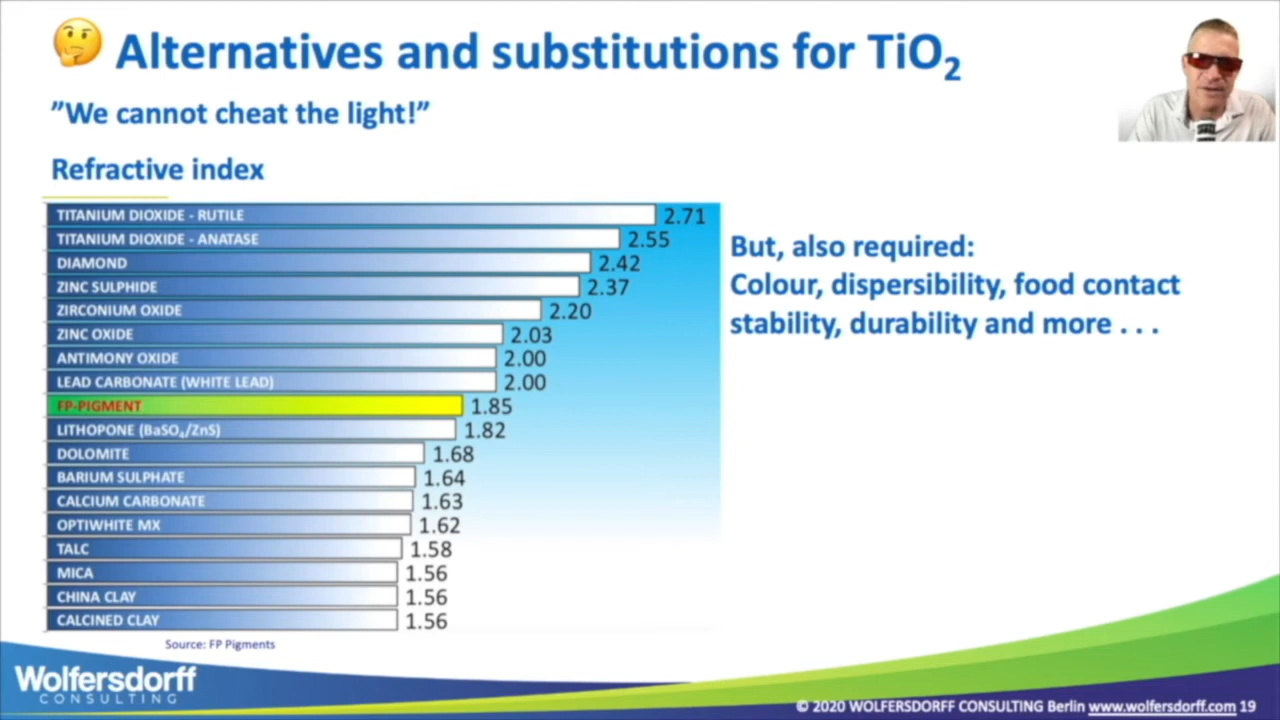 Alternatives and substitutions for TiO₂
”We cannot cheat the light!”
Refractive index
TITANIUM DIOXIDE - RUTILE 2.71
TITANIUM DIOXIDE - ANATASE 2.55
DIAMOND 2.42
ZINC SULPHIDE 2.37
ZIRCONIUM OXIDE 2.20
ZINC OXIDE 2.03
ANTIMONY OXIDE 2.00
LEAD CARBONATE (WHITE LEAD) 2.00
FP-PIGMENT 1.85
LITHOPONE (BaSO₄/ZnS) 1.82
DOLOMITE 1.68
BARIUM SULPHATE 1.64
CALCIUM CARBONATE 1.63
OPTIWHITE MX 1.62
TALC 1.58
MICA 1.56
CHINA CLAY 1.56
CALCINED CLAY 1.56
Source: FP Pigments
But, also required:
Colour, dispersibility, food contact
stability, durability and more . . .
Wolfersdorff
CONSULTING
© 2020 WOLFERSDORFF CONSULTING Berlin www.wolfersdorff.com 19